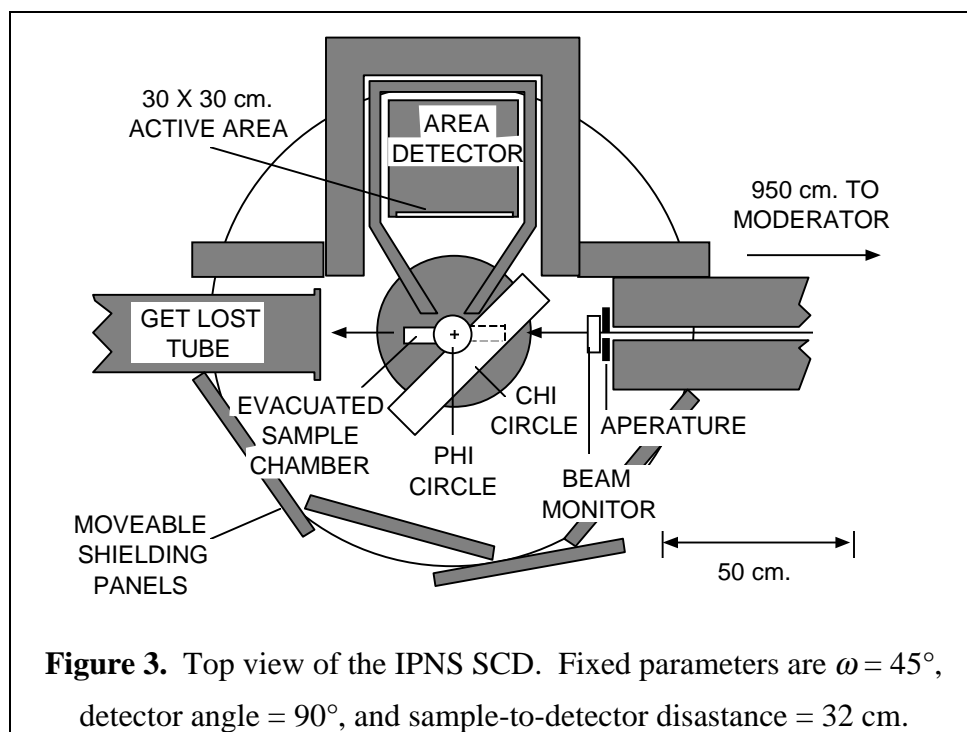 30 X 30 cm.
ACTIVE AREA
AREA
DETECTOR
950 cm. TO
MODERATOR
GET LOST
TUBE
EVACUATED
SAMPLE
CHAMBER
PHI
CIRCLE
CHI
CIRCLE
APERATURE
BEAM
MONITOR
MOVEABLE
SHIELDING
PANELS
50 cm.
Figure 3. Top view of the IPNS SCD. Fixed parameters are ω = 45°,
detector angle = 90°, and sample-to-detector disastance = 32 cm.